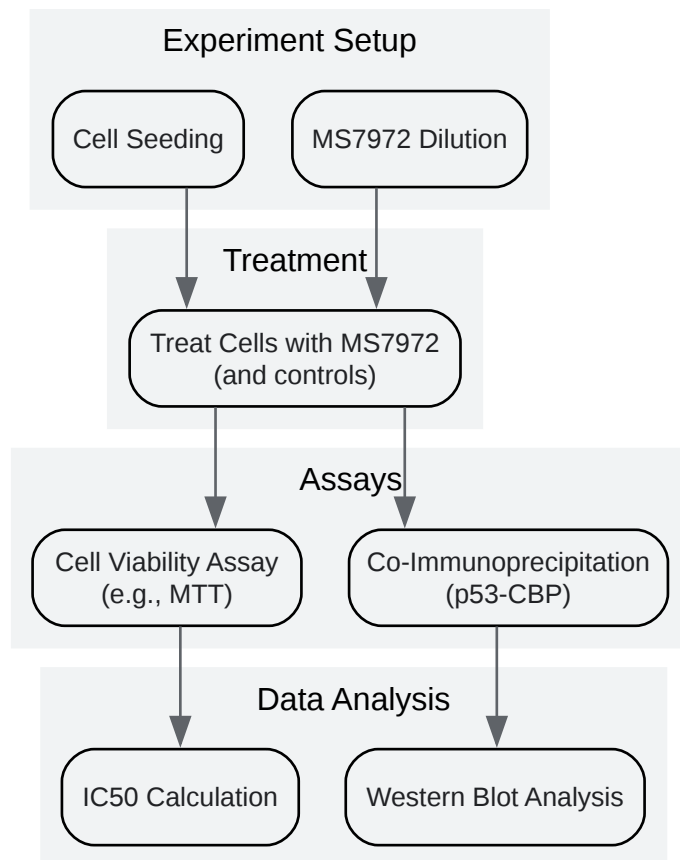 Experiment Setup
Cell Seeding
MS7972 Dilution
Treatment
Treat Cells with MS7972
(and controls)
Assays
Cell Viability Assay
(e.g., MTT)
Co-Immunoprecipitation
(p53-CBP)
Data Analysis
IC50 Calculation
Western Blot Analysis